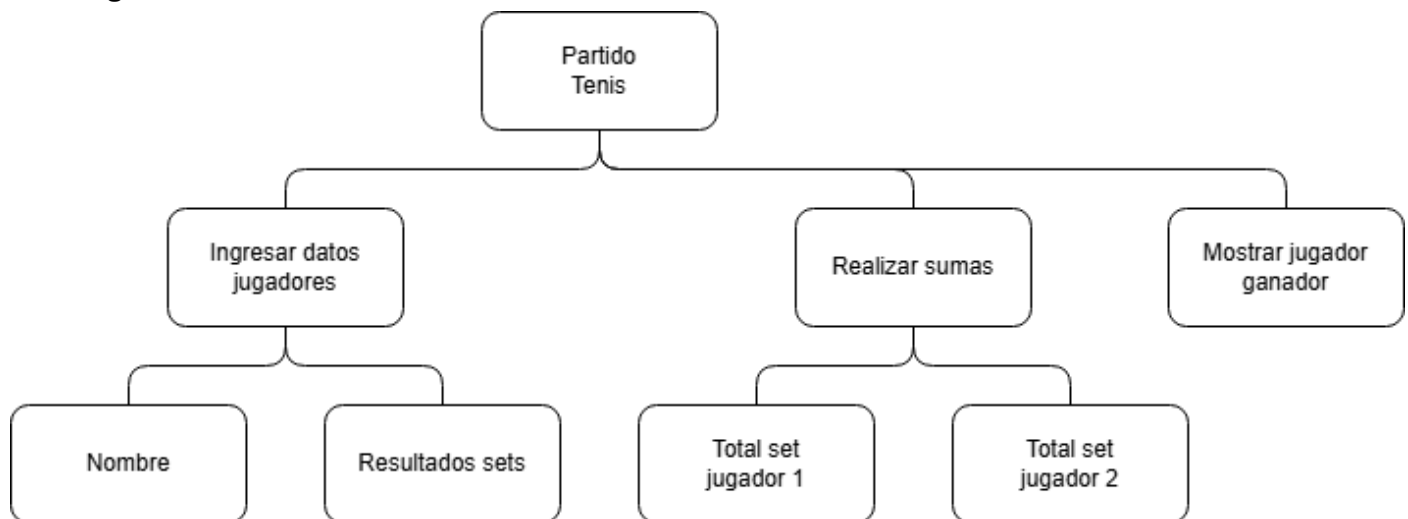 Partido
Tenis
Ingresar datos
jugadores
Realizar sumas
Mostrar jugador
ganador
Nombre
Resultados sets
Total set
jugador 1
Total set
jugador 2